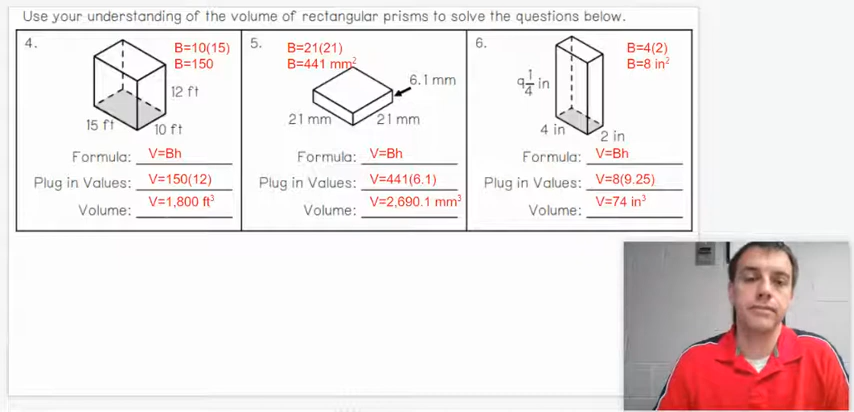 Use your understanding of the volume of rectangular prisms to solve the questions below.
4.
B=10(15)
B=150
12 ft
15 ft
10 ft
Formula: V=Bh
Plug in Values: V=150(12)
Volume: V=1,800 ft³
5.
B=21(21)
B=441 mm²
6.1 mm
21 mm
21 mm
Formula: V=Bh
Plug in Values: V=441(6.1)
Volume: V=2,690.1 mm³
6.
B=4(2)
B=8 in²
9 1/4 in
4 in
2 in
Formula: V=Bh
Plug in Values: V=8(9.25)
Volume: V=74 in³